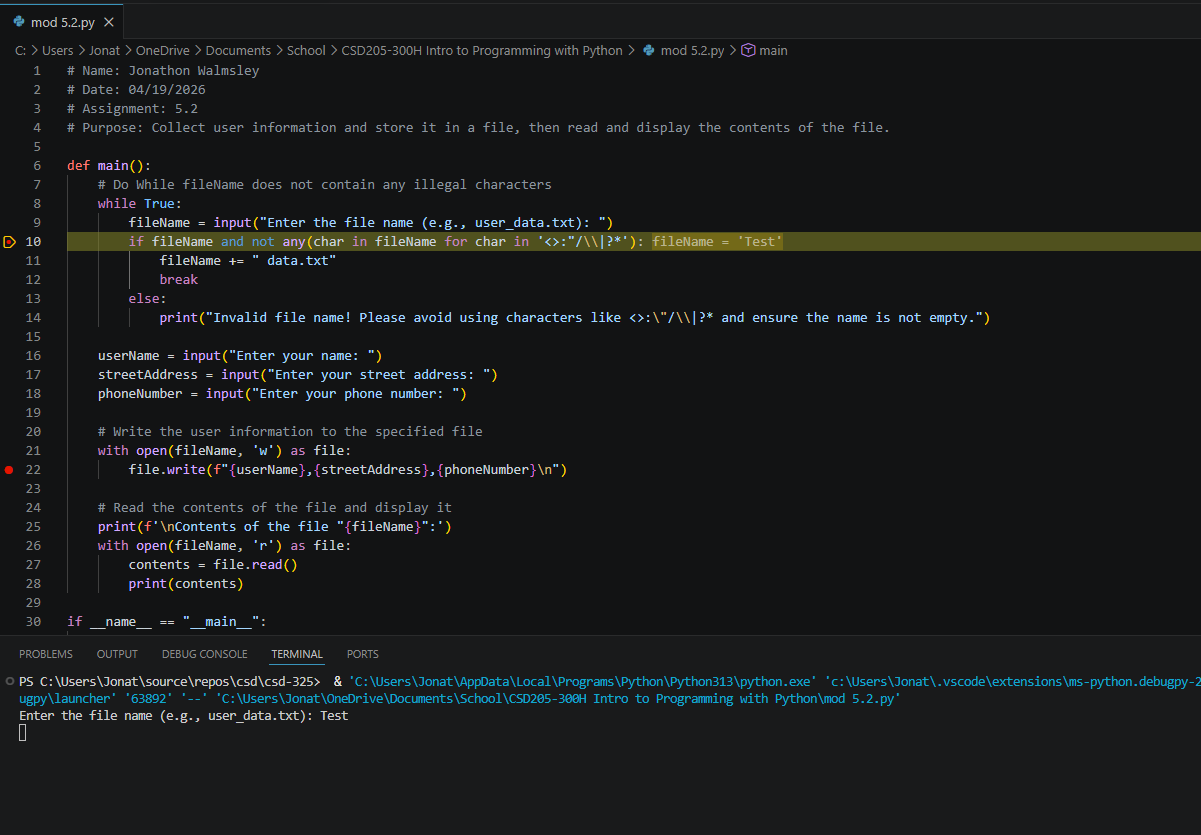 mod 5.2.py
C: > Users > Jonat > OneDrive > Documents > School > CSD205-300H Intro to Programming with Python > mod 5.2.py > main
1 # Name: Jonathon Walmsley
2 # Date: 04/19/2026
3 # Assignment: 5.2
4 # Purpose: Collect user information and store it in a file, then read and display the contents of the file.
5
6 def main():
7     # Do While fileName does not contain any illegal characters
8     while True:
9         fileName = input("Enter the file name (e.g., user_data.txt): ")
10         if fileName and not any(char in fileName for char in '<>:"/\\|?*'): fileName = 'Test'
11             fileName += " data.txt"
12             break
13         else:
14             print("Invalid file name! Please avoid using characters like <>:\"/\\|?* and ensure the name is not empty.")
15
16     userName = input("Enter your name: ")
17     streetAddress = input("Enter your street address: ")
18     phoneNumber = input("Enter your phone number: ")
19
20     # Write the user information to the specified file
21     with open(fileName, 'w') as file:
22         file.write(f"{userName},{streetAddress},{phoneNumber}\n")
23
24     # Read the contents of the file and display it
25     print(f'\nContents of the file "{fileName}":')
26     with open(fileName, 'r') as file:
27         contents = file.read()
28         print(contents)
29
30 if __name__ == "__main__":
PROBLEMS OUTPUT DEBUG CONSOLE TERMINAL PORTS
PS C:\Users\Jonat\source\repos\csd\csd-325>  & 'C:\Users\Jonat\AppData\Local\Programs\Python\Python313\python.exe' 'c:\Users\Jonat\.vscode\extensions\ms-python.debugpy-2
ugpy\launcher' '63892' '--' 'C:\Users\Jonat\OneDrive\Documents\School\CSD205-300H Intro to Programming with Python\mod 5.2.py'
Enter the file name (e.g., user_data.txt): Test